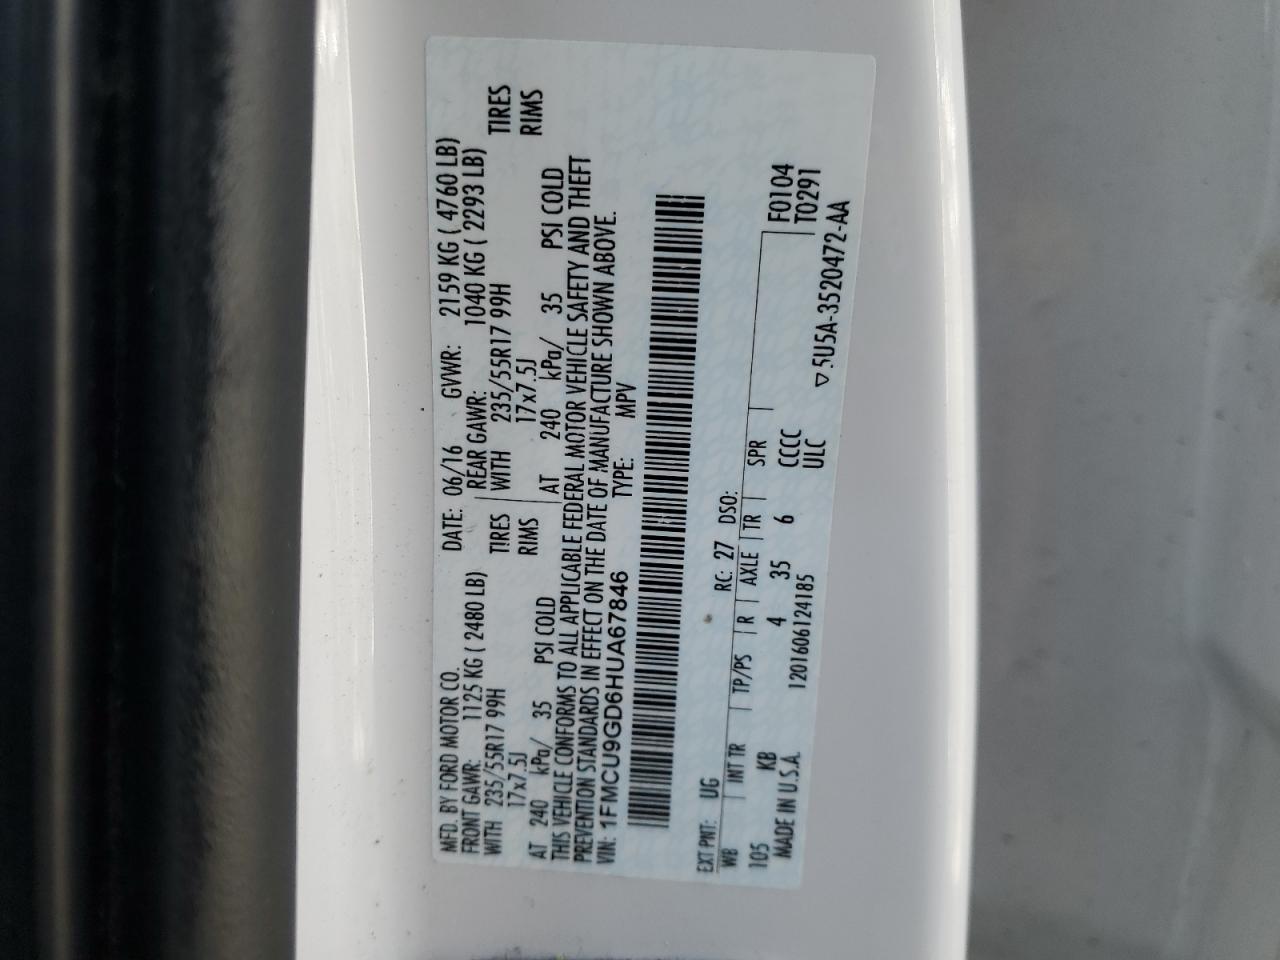 MFD. BY FORD MOTOR CO. DATE: 06/16 GVWR: 2159 KG ( 4760 LB)
FRONT GAWR: 1125 KG ( 2480 LB) REAR GAWR: 1040 KG ( 2293 LB)
WITH 235/55R17 99H TIRES WITH 235/55R17 99H TIRES
17x7.5J RIMS 17x7.5J RIMS
AT 240 kPa/ 35 PSI COLD AT 240 kPa/ 35 PSI COLD
THIS VEHICLE CONFORMS TO ALL APPLICABLE FEDERAL MOTOR VEHICLE SAFETY AND THEFT
PREVENTION STANDARDS IN EFFECT ON THE DATE OF MANUFACTURE SHOWN ABOVE.
VIN: 1FMCU9GD6HUA67846 TYPE: MPV
EXT PNT: UG RC: 27 DSO:
WB INT TR TP/PS R AXLE TR SPR F0104
105 KB 4 35 6 CCCC T0291
MADE IN U.S.A. 1201606124185 ULC ▽5U5A-3520472-AA